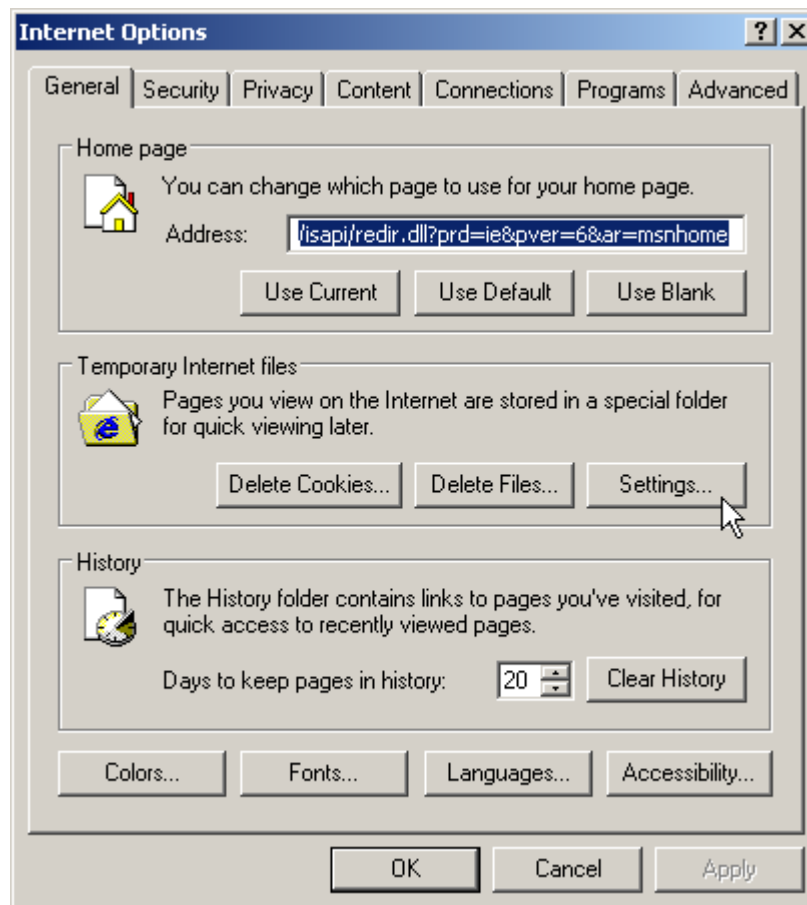 Internet Options
General Security Privacy Content Connections Programs Advanced
Home page
You can change which page to use for your home page.
Address: /isapi/redir.dll?prd=ie&pver=6&ar=msnhome
Use Current Use Default Use Blank
Temporary Internet files
Pages you view on the Internet are stored in a special folder
for quick viewing later.
Delete Cookies... Delete Files... Settings...
History
The History folder contains links to pages you've visited, for
quick access to recently viewed pages.
Days to keep pages in history: 20 Clear History
Colors... Fonts... Languages... Accessibility...
OK Cancel Apply